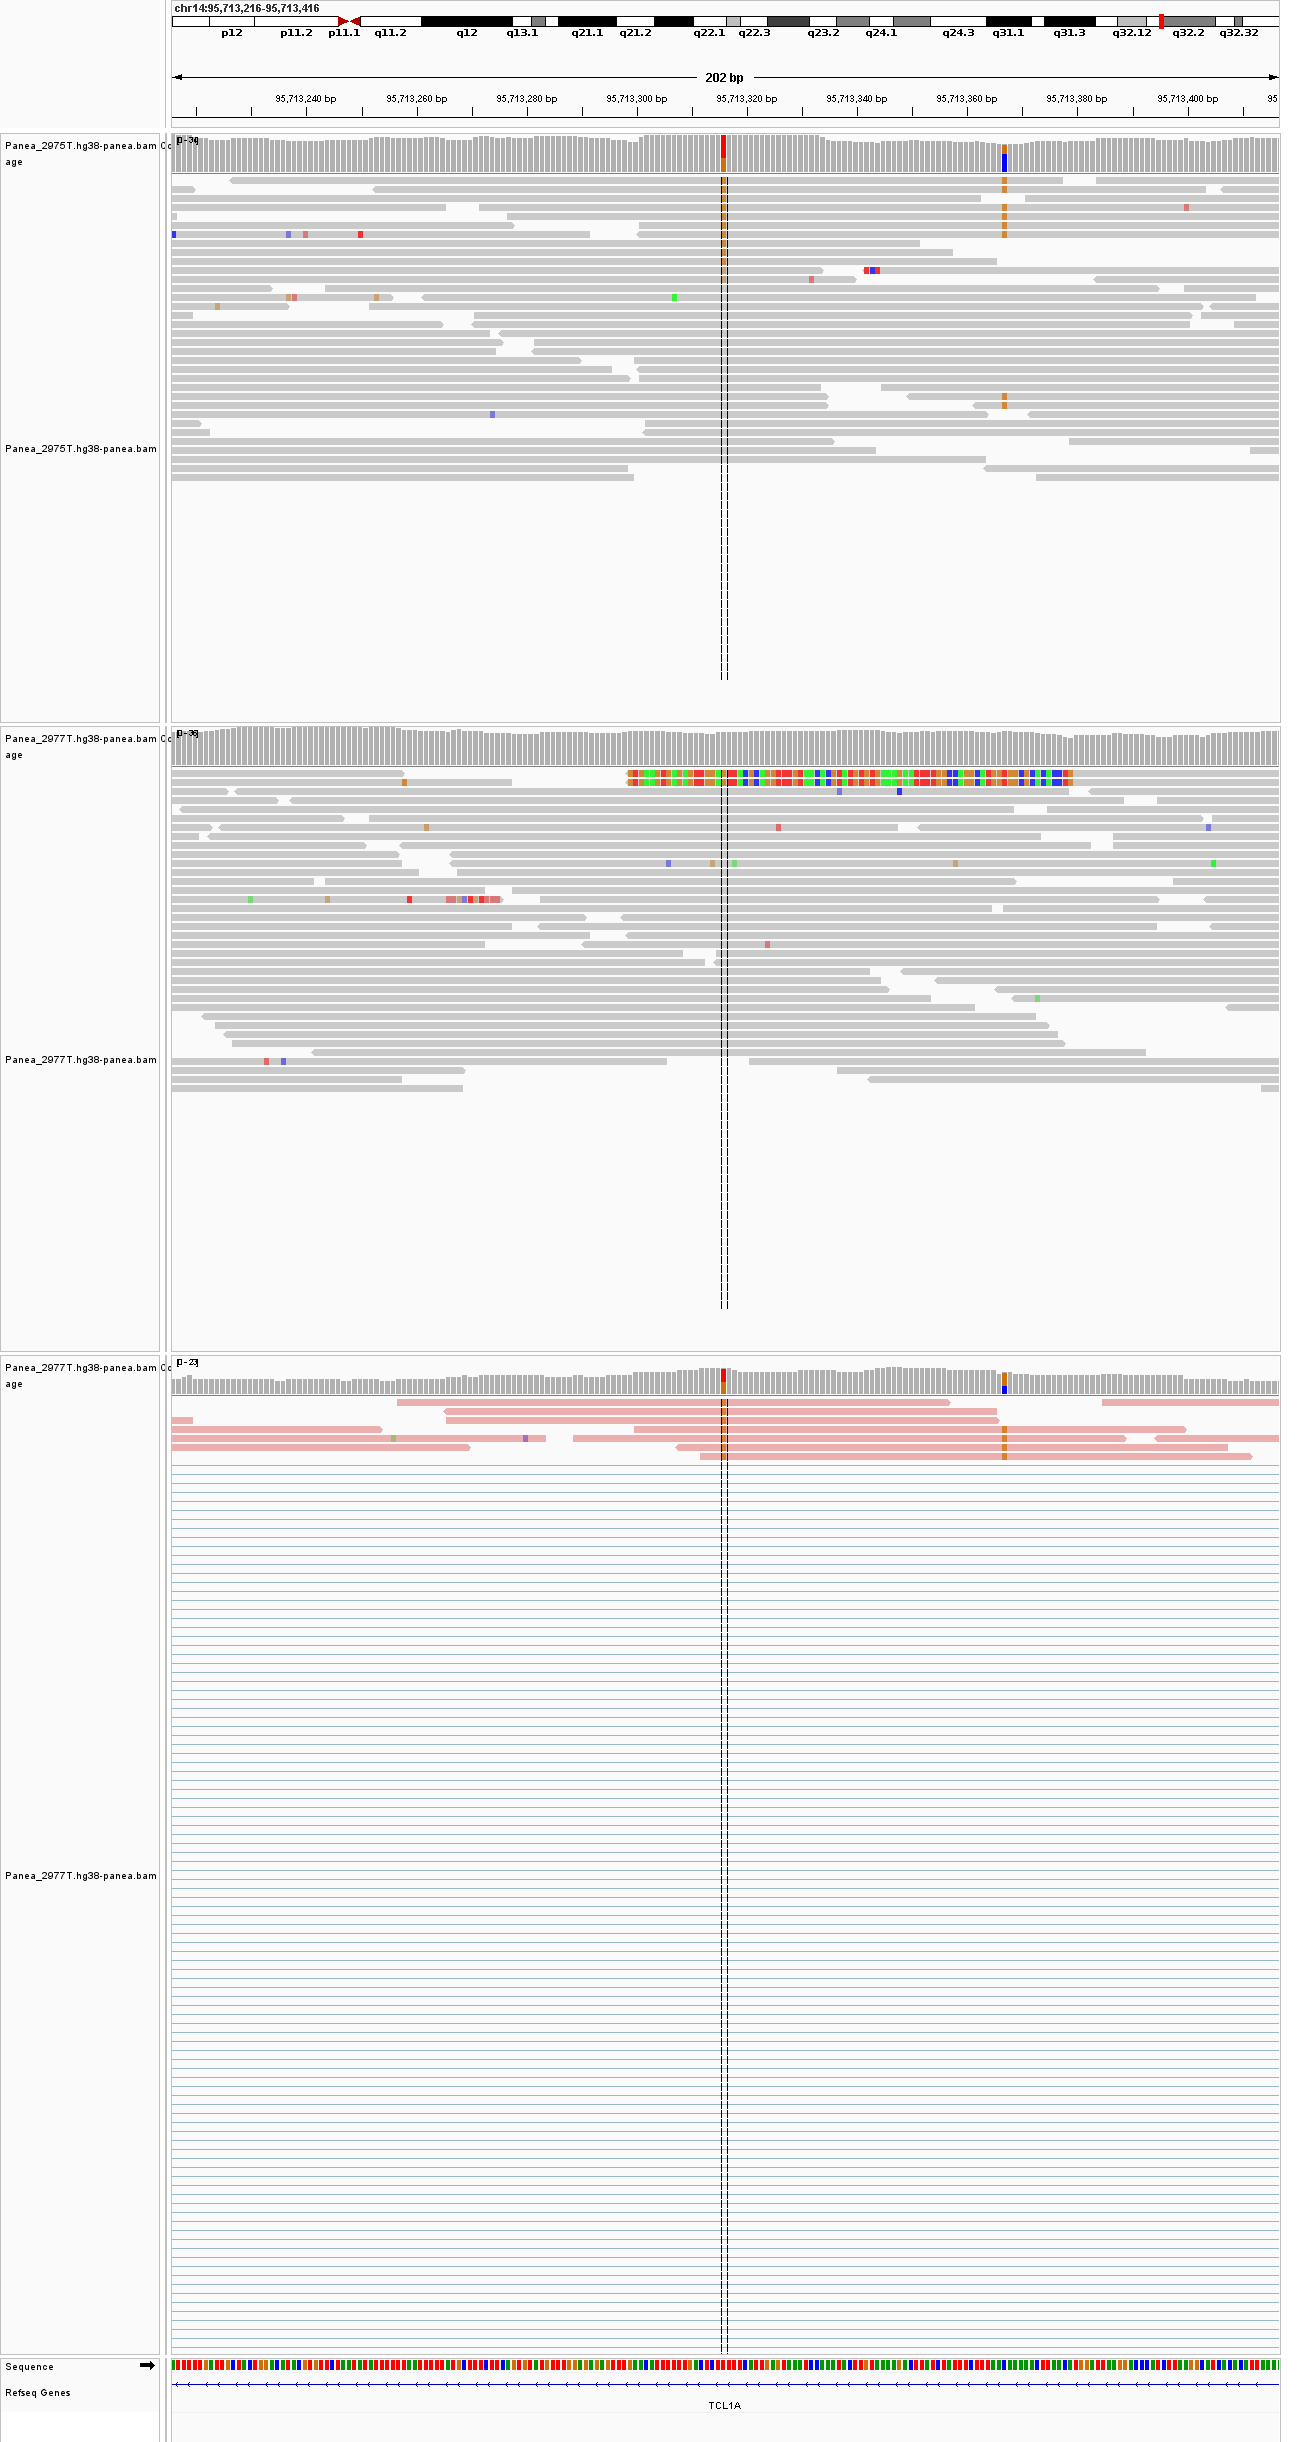 chr14:95,713,216-95,713,416
p12 p11.2 p11.1 q11.2 q12 q13.1 q21.1 q21.2 q22.1 q22.3 q23.2 q24.1 q24.3 q31.1 q31.3 q32.12 q32.2 q32.32
202 bp
95,713,240 bp 95,713,260 bp 95,713,280 bp 95,713,300 bp 95,713,320 bp 95,713,340 bp 95,713,360 bp 95,713,380 bp 95,713,400 bp 95
Panea_2975T.hg38-panea.bam Co
age
Panea_2975T.hg38-panea.bam
Panea_2977T.hg38-panea.bam Co
age
Panea_2977T.hg38-panea.bam
Panea_2977T.hg38-panea.bam Co
age
[0-23]
Panea_2977T.hg38-panea.bam
Sequence
Refseq Genes
TCL1A